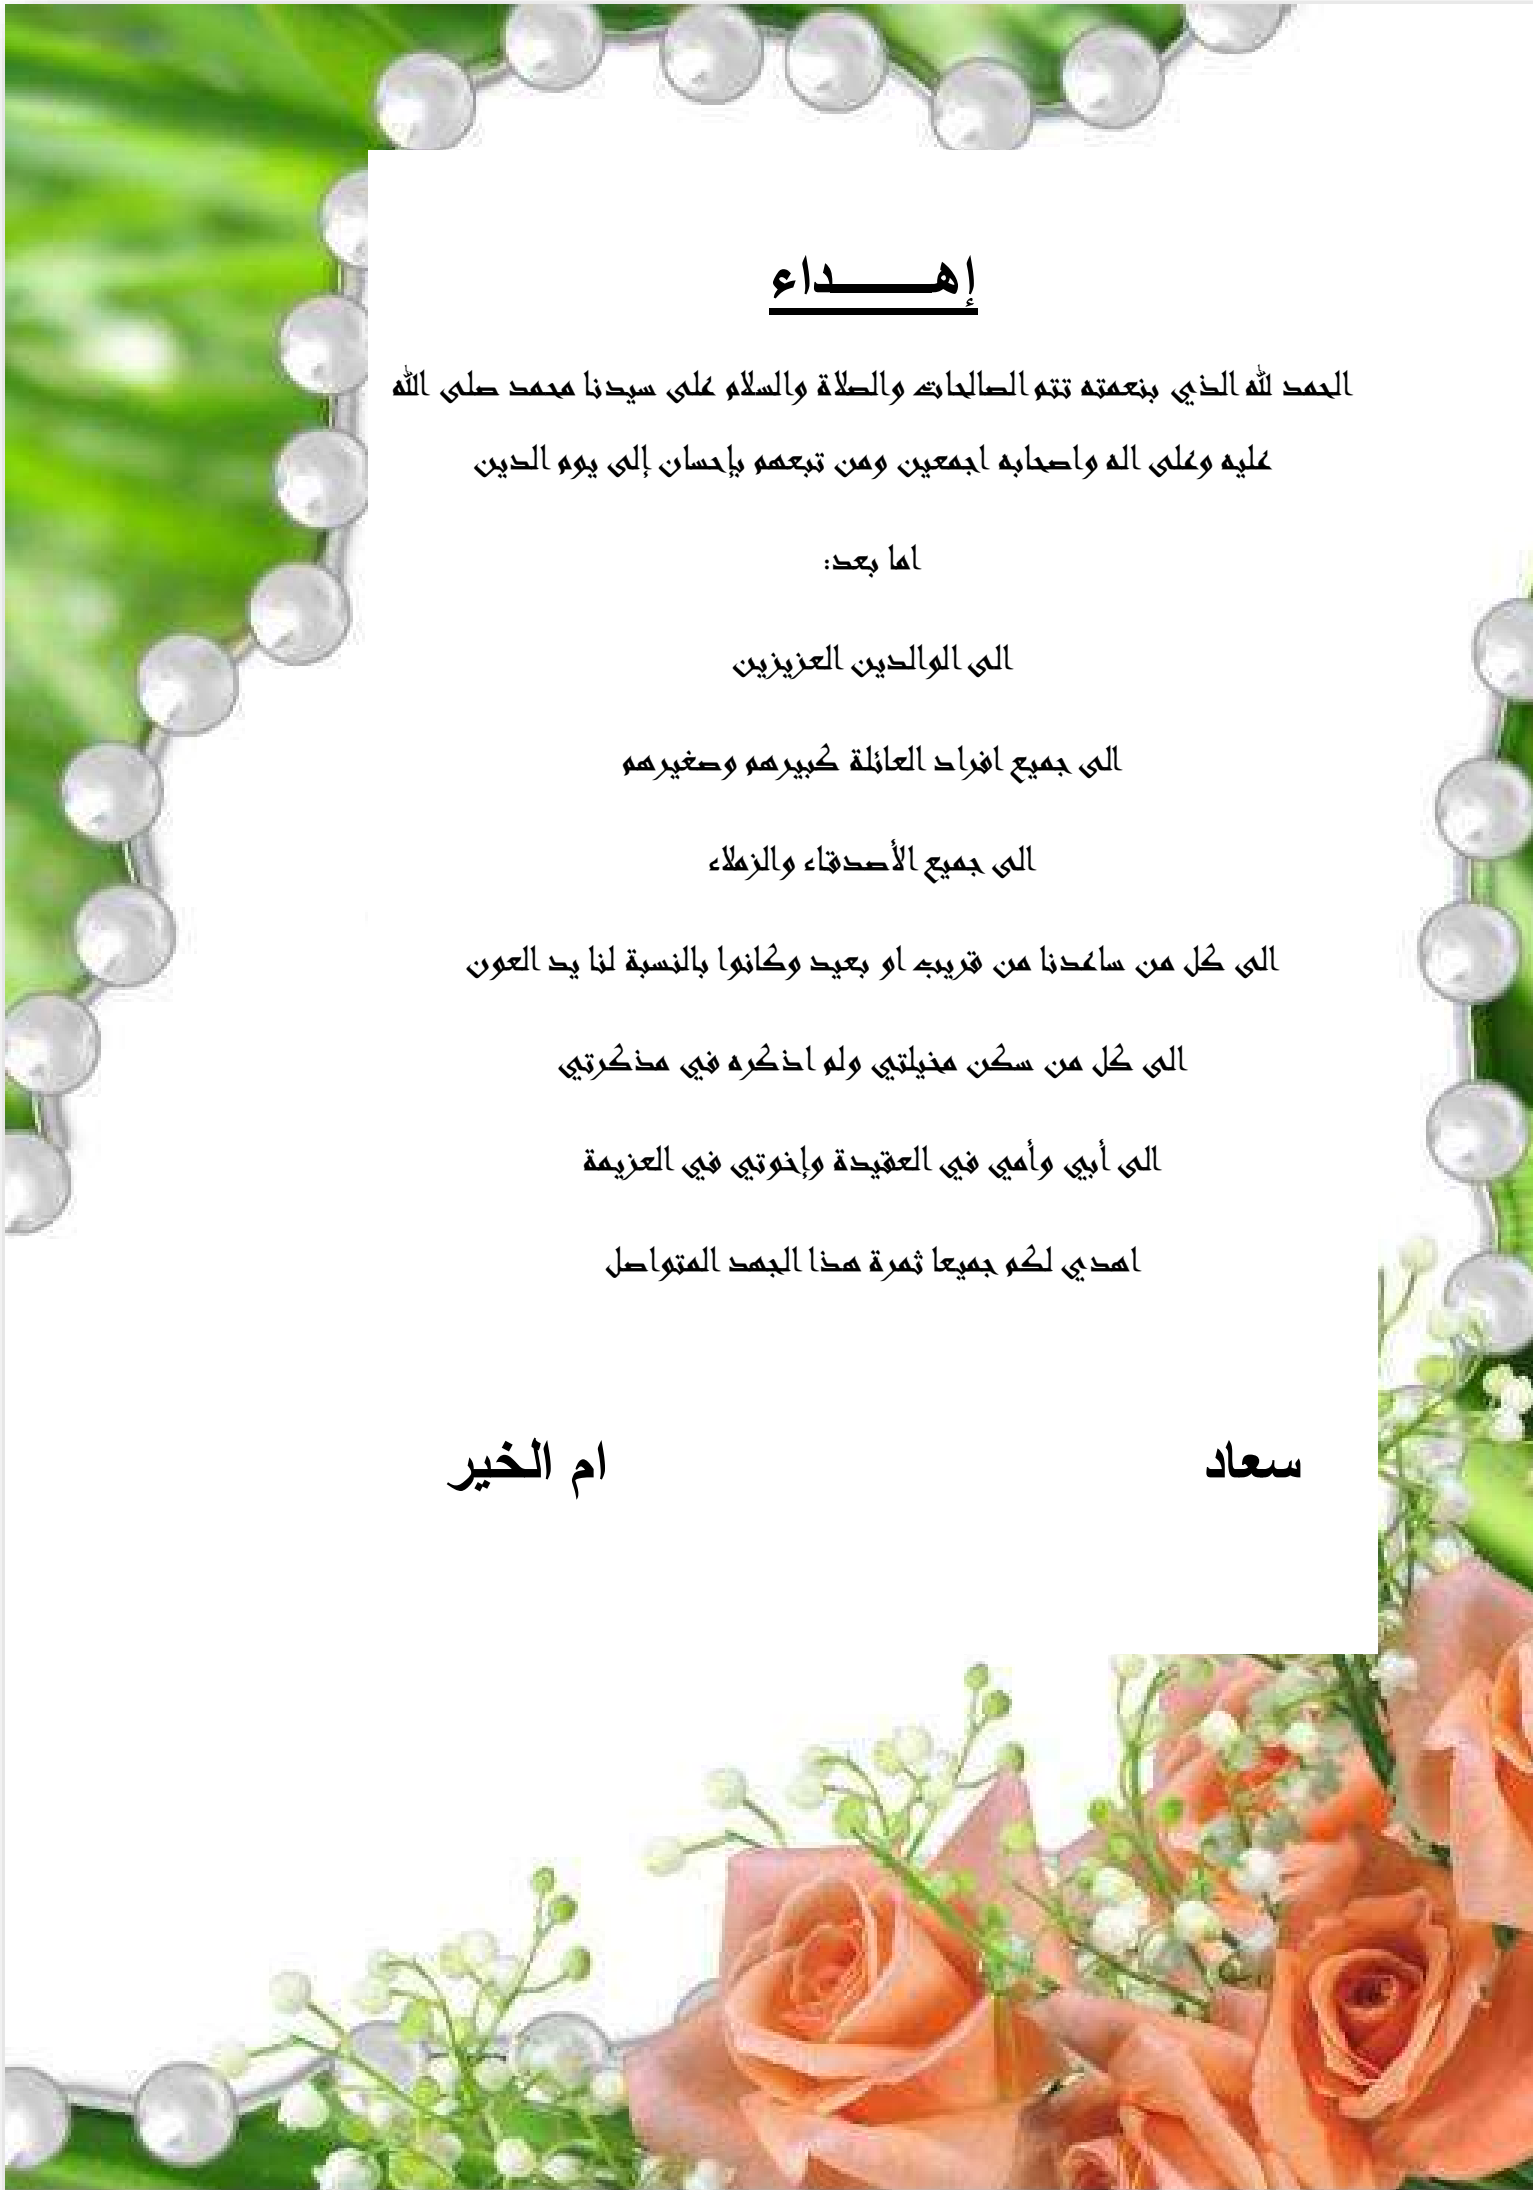 إهـــــــداء
الحمد لله الذي بنعمته تتم الصالحات والصلاة والسلام على سيدنا محمد صلى الله
عليه وعلى اله واصحابه اجمعين ومن تبعهم بإحسان إلى يوم الدين
اما بعد:
الى الوالدين العزيزين
الى جميع افراد العائلة كبيرهم وصغيرهم
الى جميع الأصدقاء والزملاء
الى كل من ساعدنا من قريب او بعيد وكانوا بالنسبة لنا يد العون
الى كل من سكن مخيلتي ولم اذكره في مذكرتي
الى أبي وأمي في العقيدة وإخوتي في العزيمة
اهدي لكم جميعا ثمرة هذا الجهد المتواصل
سعاد ام الخير